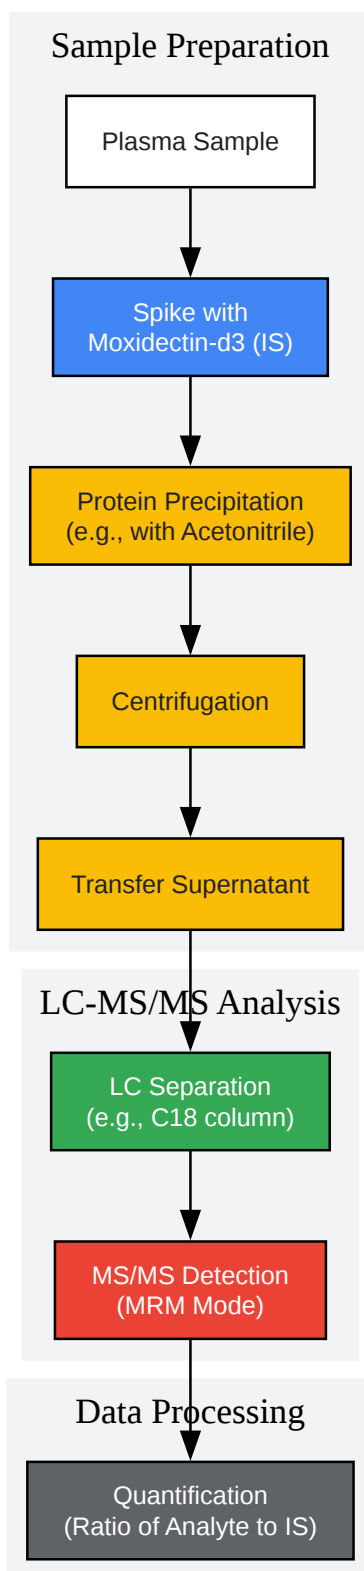 Sample Preparation
Plasma Sample
Spike with
Moxidectin-d3 (IS)
Protein Precipitation
(e.g., with Acetonitrile)
Centrifugation
Transfer Supernatant
LC-MS/MS Analysis
LC Separation
(e.g., C18 column)
MS/MS Detection
(MRM Mode)
Data Processing
Quantification
(Ratio of Analyte to IS)